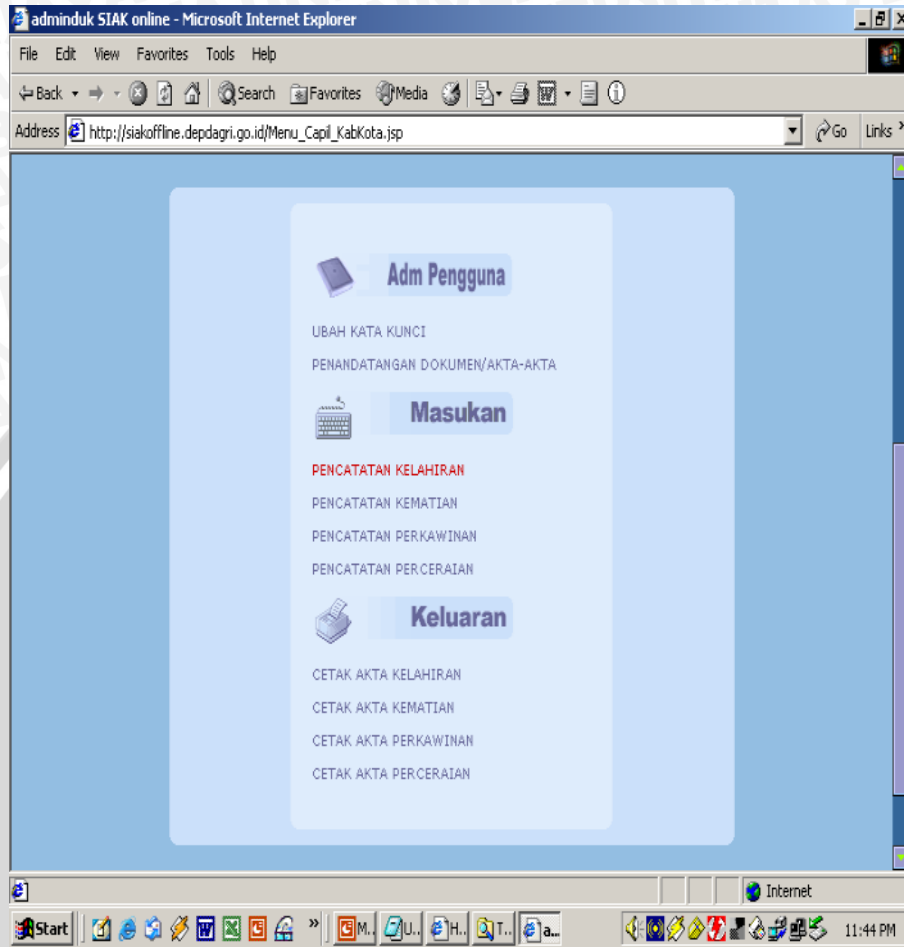 adminduk SIAK online - Microsoft Internet Explorer
File Edit View Favorites Tools Help
Back Search Favorites Media
Address http://siakoffline.depdagri.go.id/Menu_Capil_KabKota.jsp Go Links »
Adm Pengguna
UBAH KATA KUNCI
PENANDATANGAN DOKUMEN/AKTA-AKTA
Masukan
PENCATATAN KELAHIRAN
PENCATATAN KEMATIAN
PENCATATAN PERKAWINAN
PENCATATAN PERCERAIAN
Keluaran
CETAK AKTA KELAHIRAN
CETAK AKTA KEMATIAN
CETAK AKTA PERKAWINAN
CETAK AKTA PERCERAIAN
Internet
Start » M.. U.. H.. T.. a... 11:44 PM